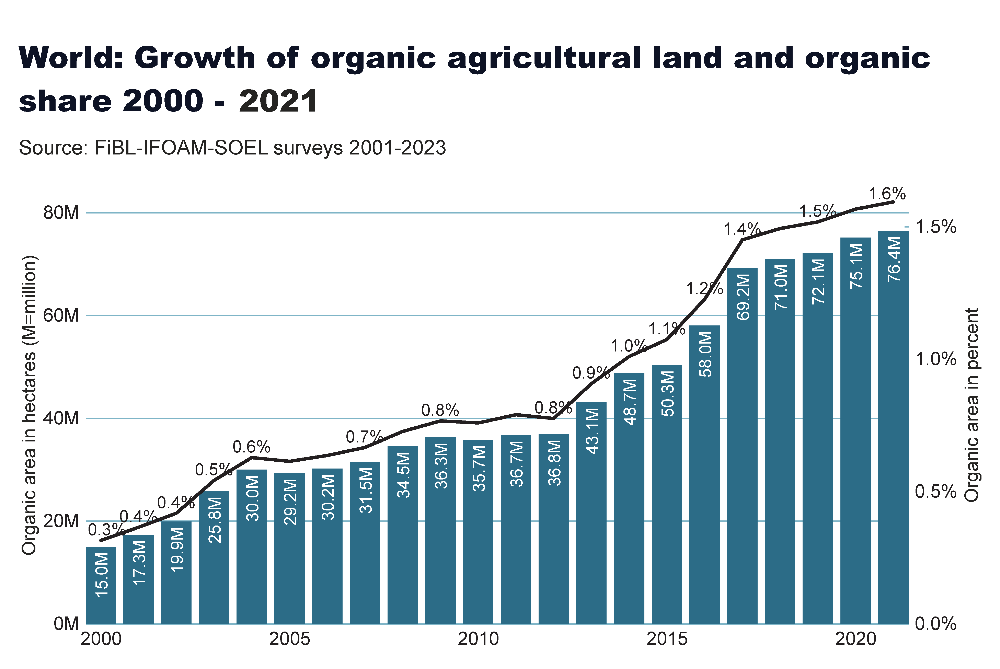 World: Growth of organic agricultural land and organic
share 2000 - 2021
Source: FiBL-IFOAM-SOEL surveys 2001-2023
Organic area in hectares (M=million)
80M
60M
40M
20M
0M
0.3%
0.4%
0.4%
0.5%
0.6%
0.7%
0.8%
0.8%
0.9%
1.0%
1.1%
1.2%
1.4%
1.5%
1.6%
15.0M
17.3M
19.9M
25.8M
30.0M
29.2M
30.2M
31.5M
34.5M
36.3M
35.7M
36.7M
36.8M
43.1M
48.7M
50.3M
58.0M
69.2M
71.0M
72.1M
75.1M
76.4M
1.5%
1.0%
0.5%
0.0%
Organic area in percent
2000
2005
2010
2015
2020